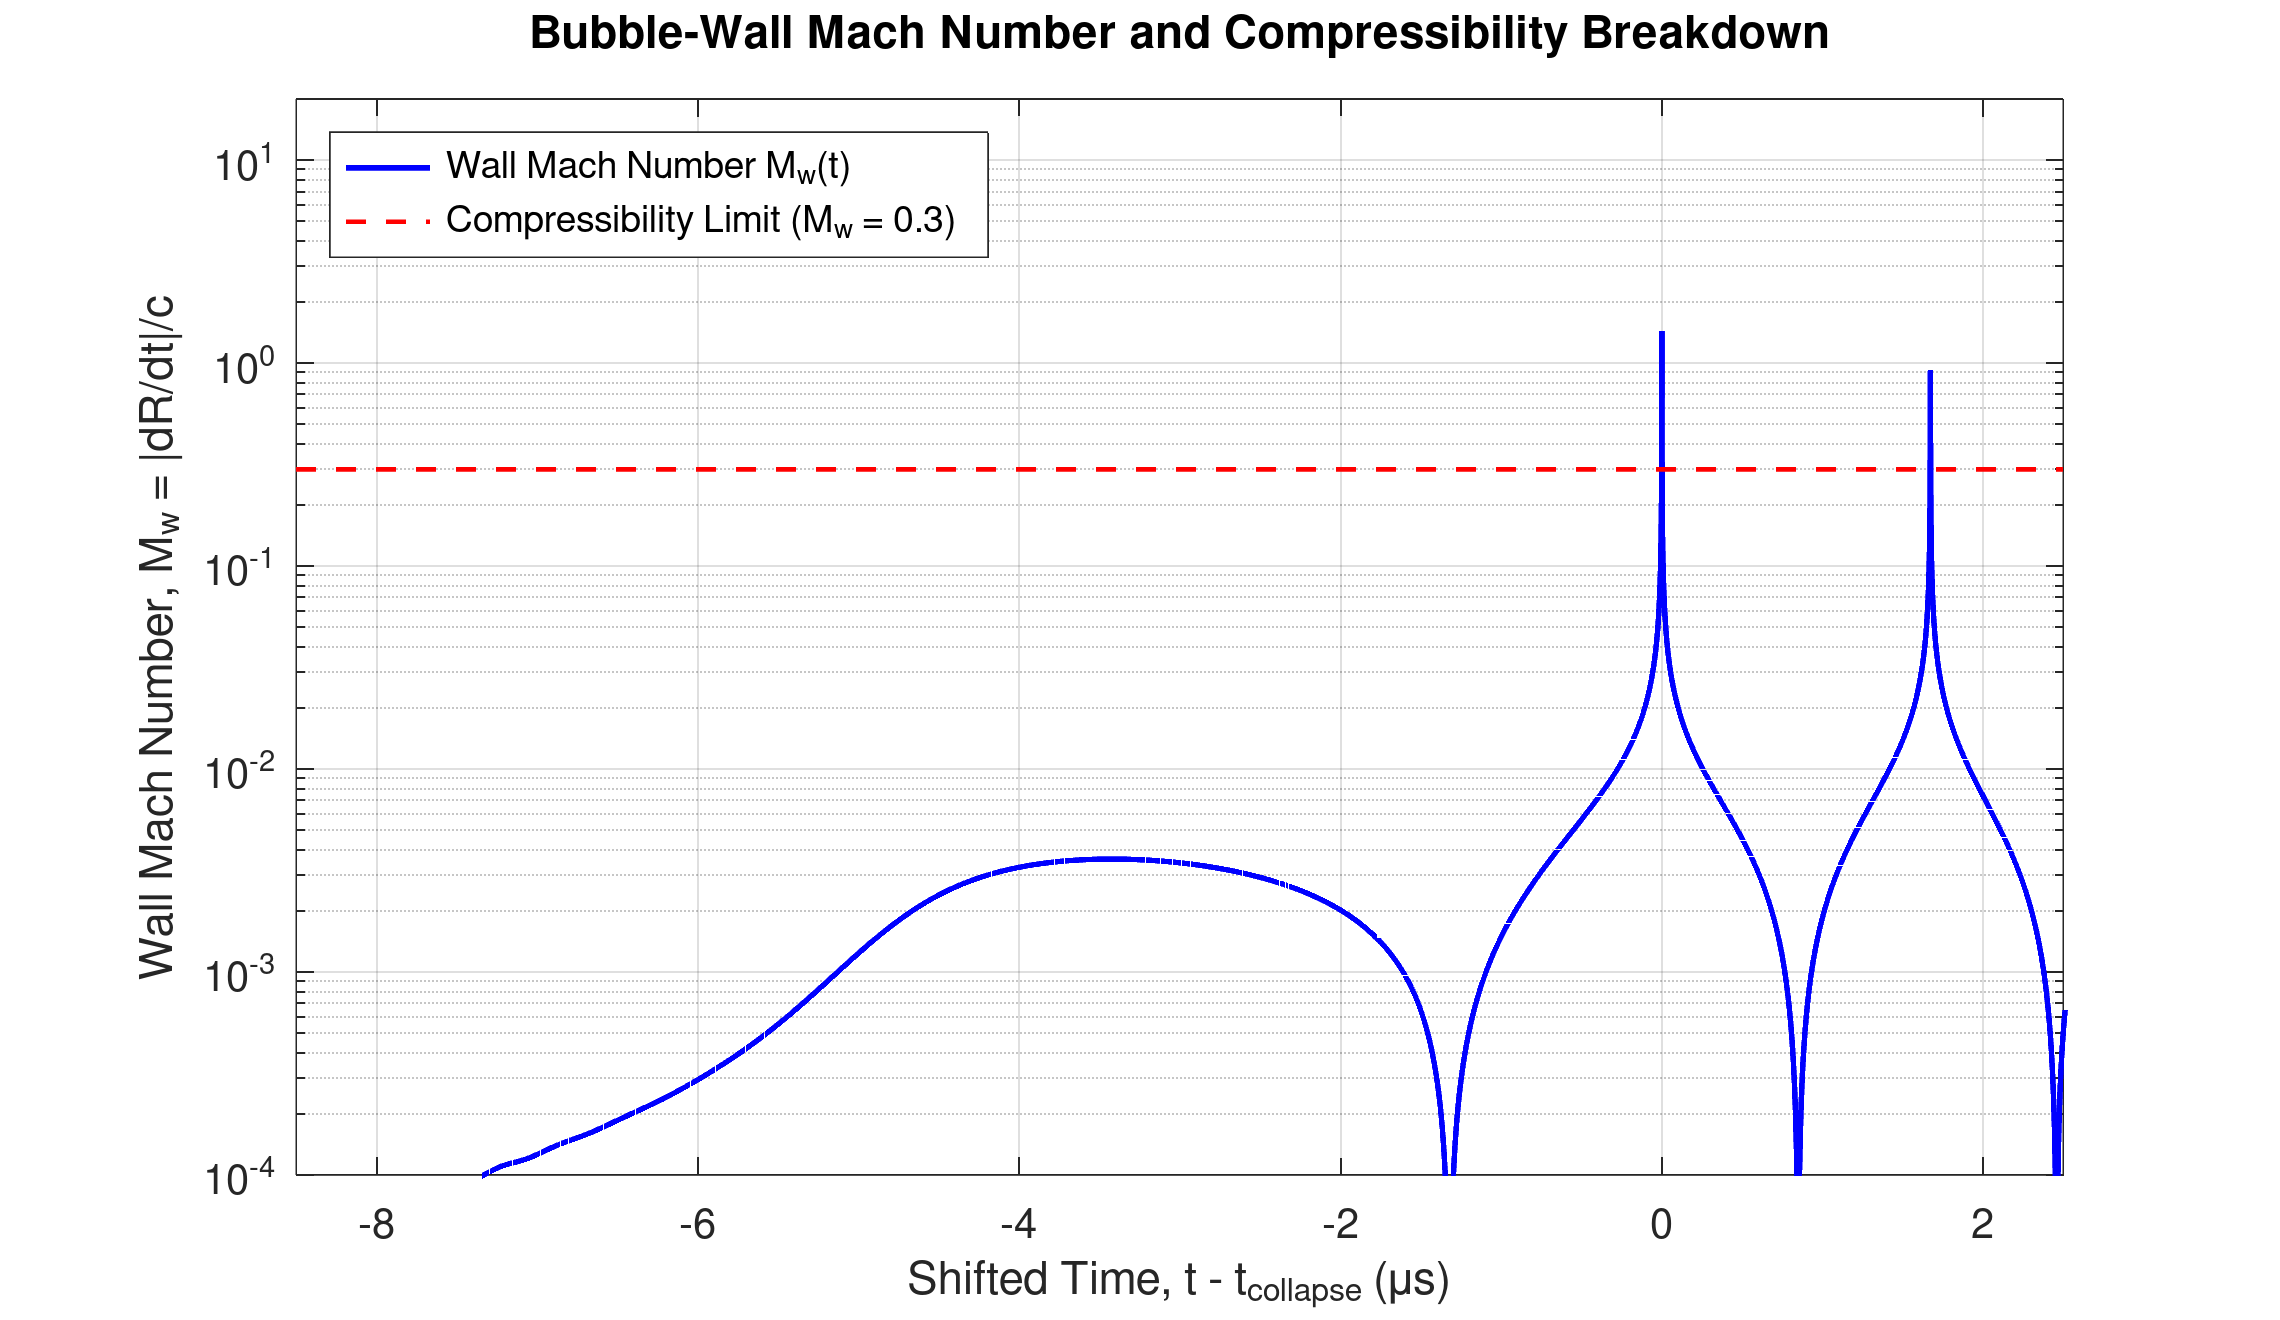 Bubble-Wall Mach Number and Compressibility Breakdown
Wall Mach Number M_w(t)
Compressibility Limit (M_w = 0.3)
Wall Mach Number, M_w = |dR/dt|/c
10^1
10^0
10^-1
10^-2
10^-3
10^-4
-8 -6 -4 -2 0 2
Shifted Time, t - t_collapse (µs)